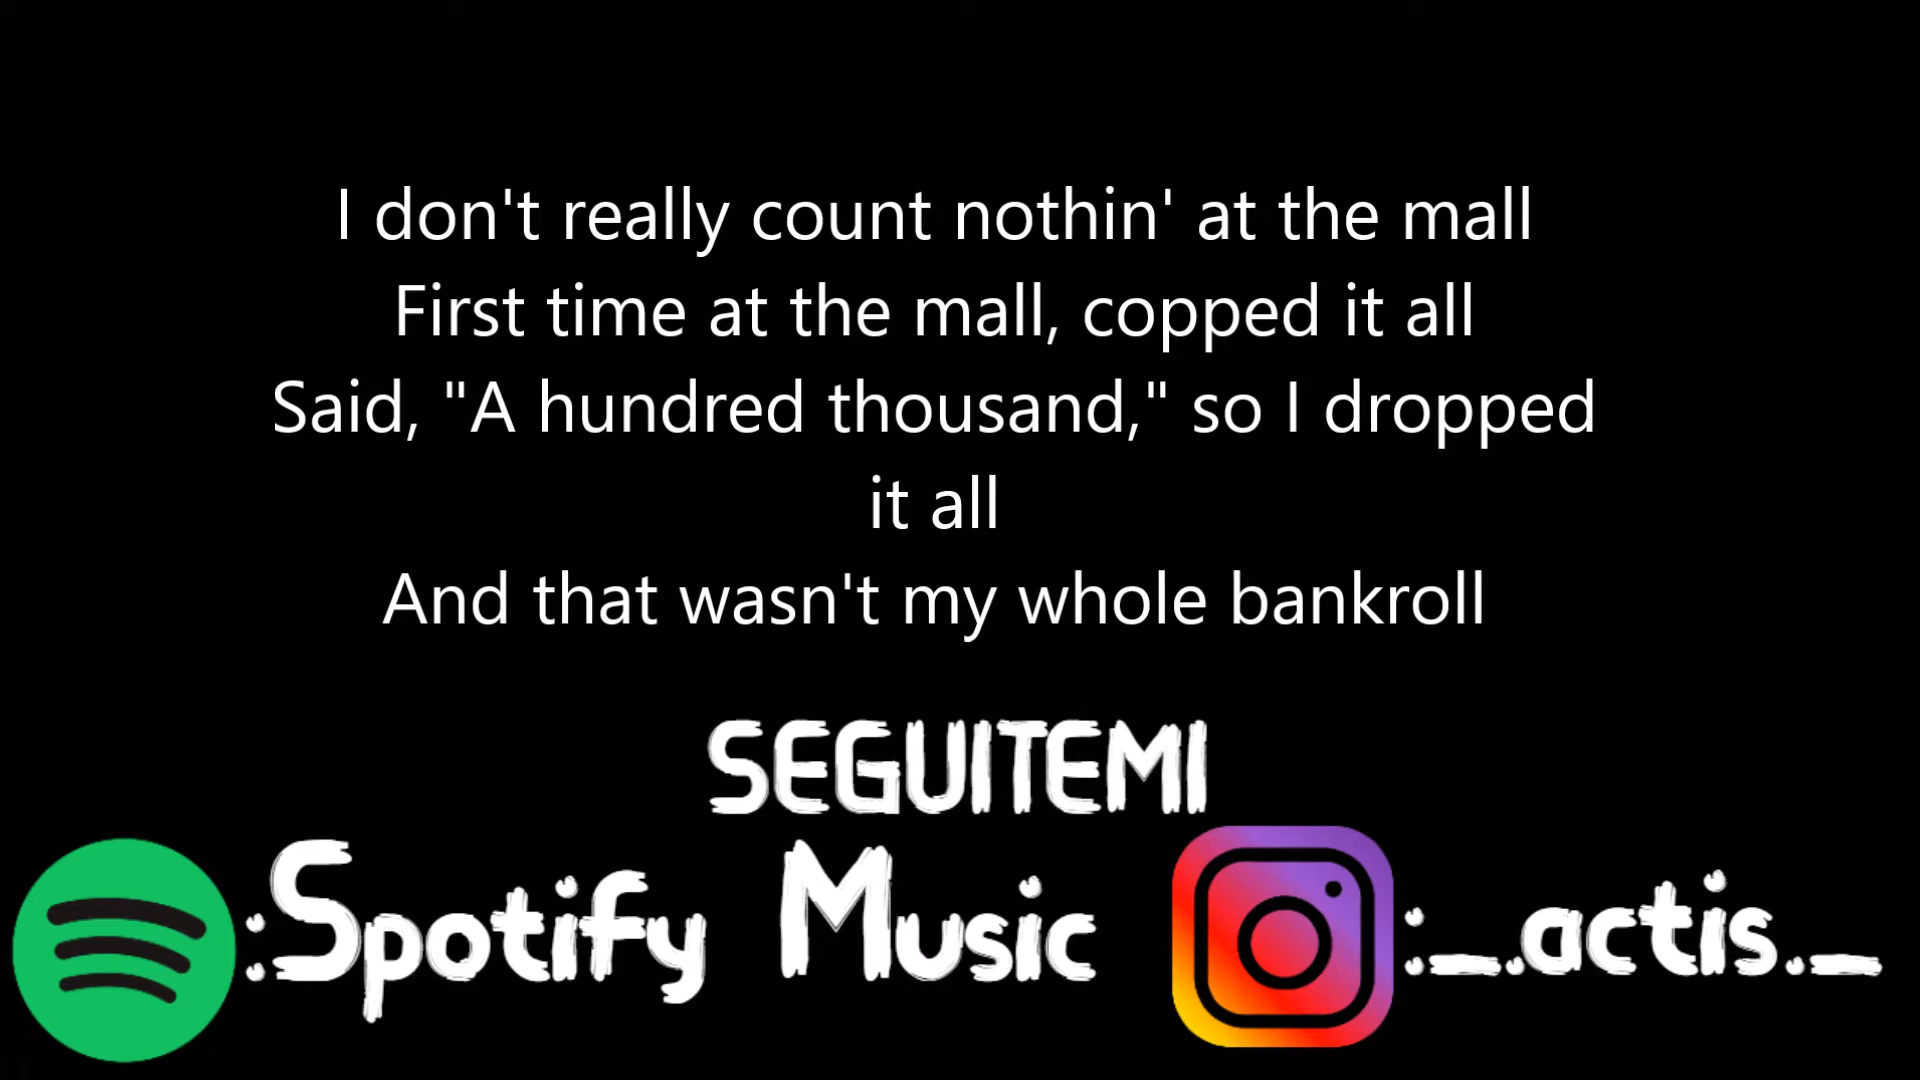 I don't really count nothin' at the mall
First time at the mall, copped it all
Said, "A hundred thousand," so I dropped
it all
And that wasn't my whole bankroll
SEGUITEMI
:Spotify Music :_.actis._